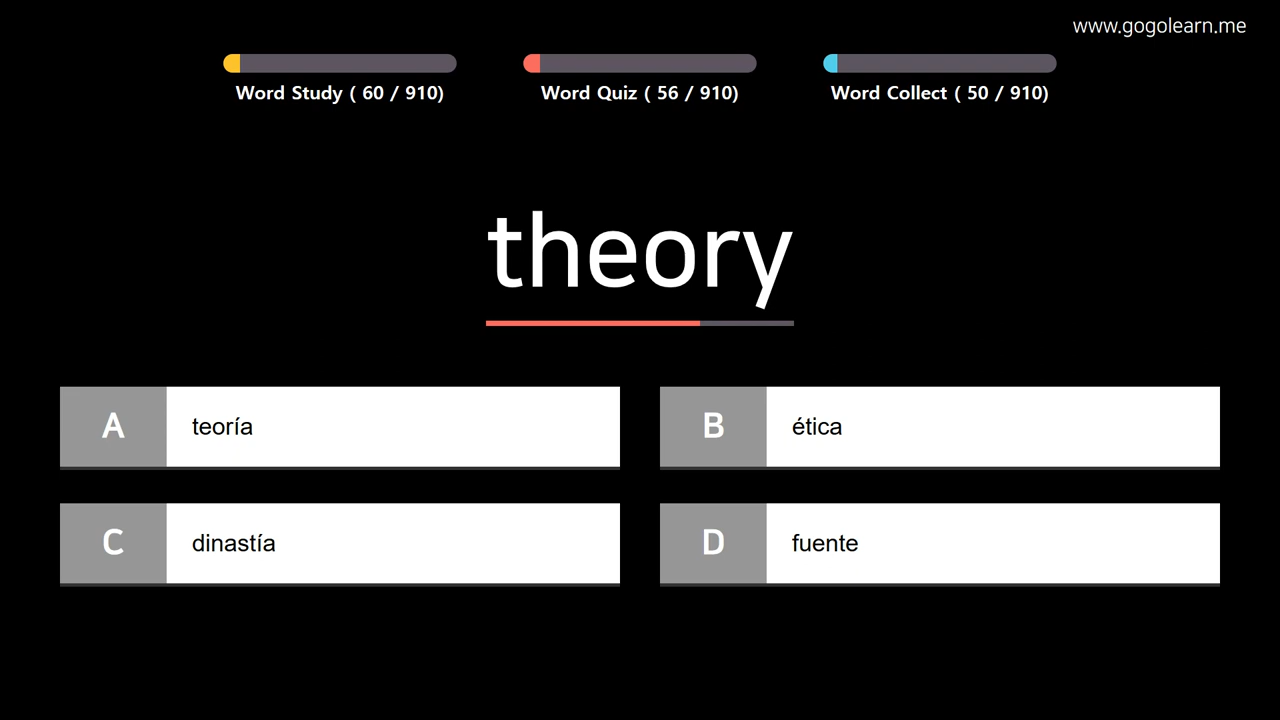 www.gogolearn.me
Word Study ( 60 / 910)
Word Quiz ( 56 / 910)
Word Collect ( 50 / 910)
theory
A teoría
B ética
C dinastía
D fuente